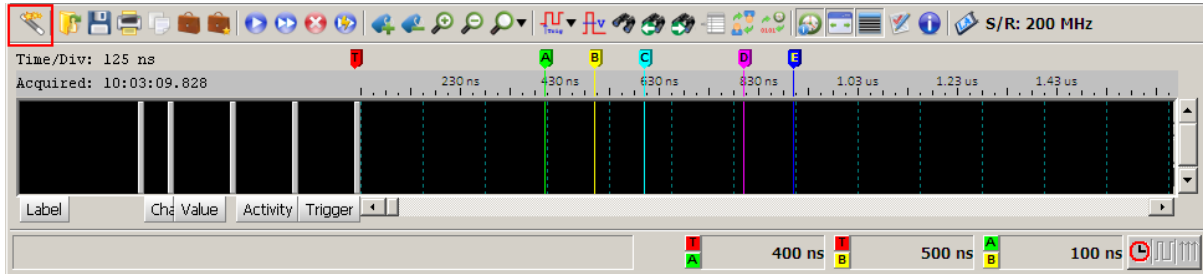 S/R: 200 MHz
Time/Div: 125 ns
T A B C D E
Acquired: 10:03:09.828
230 ns 430 ns 630 ns 830 ns 1.03 us 1.23 us 1.43 us
Label Cha Value Activity Trigger
T A 400 ns T B 500 ns A B 100 ns